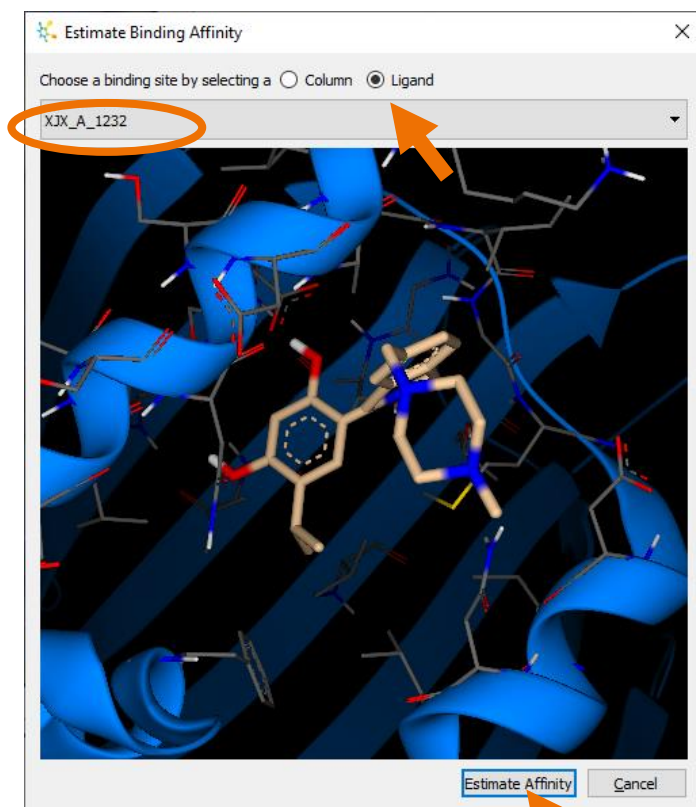 Estimate Binding Affinity
Choose a binding site by selecting a Column Ligand
XJX_A_1232
Estimate Affinity Cancel